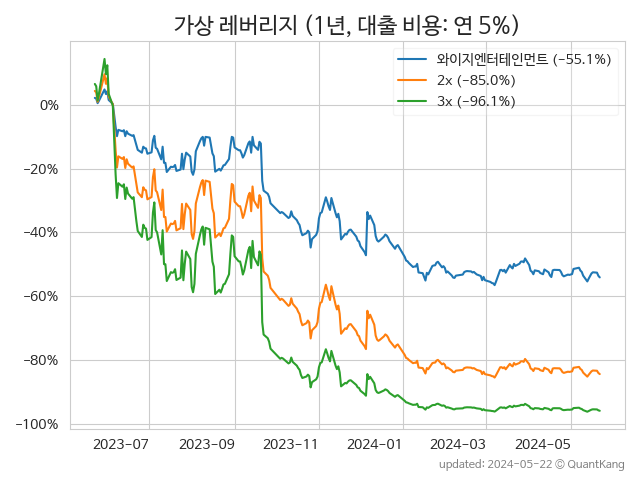 가상 레버리지 (1년, 대출 비용: 연 5%)
와이지엔터테인먼트 (−55.1%)
2x (−85.0%)
3x (−96.1%)
0%
−20%
−40%
−60%
−80%
−100%
2023-07 2023-09 2023-11 2024-01 2024-03 2024-05
updated: 2024-05-22 © QuantKang